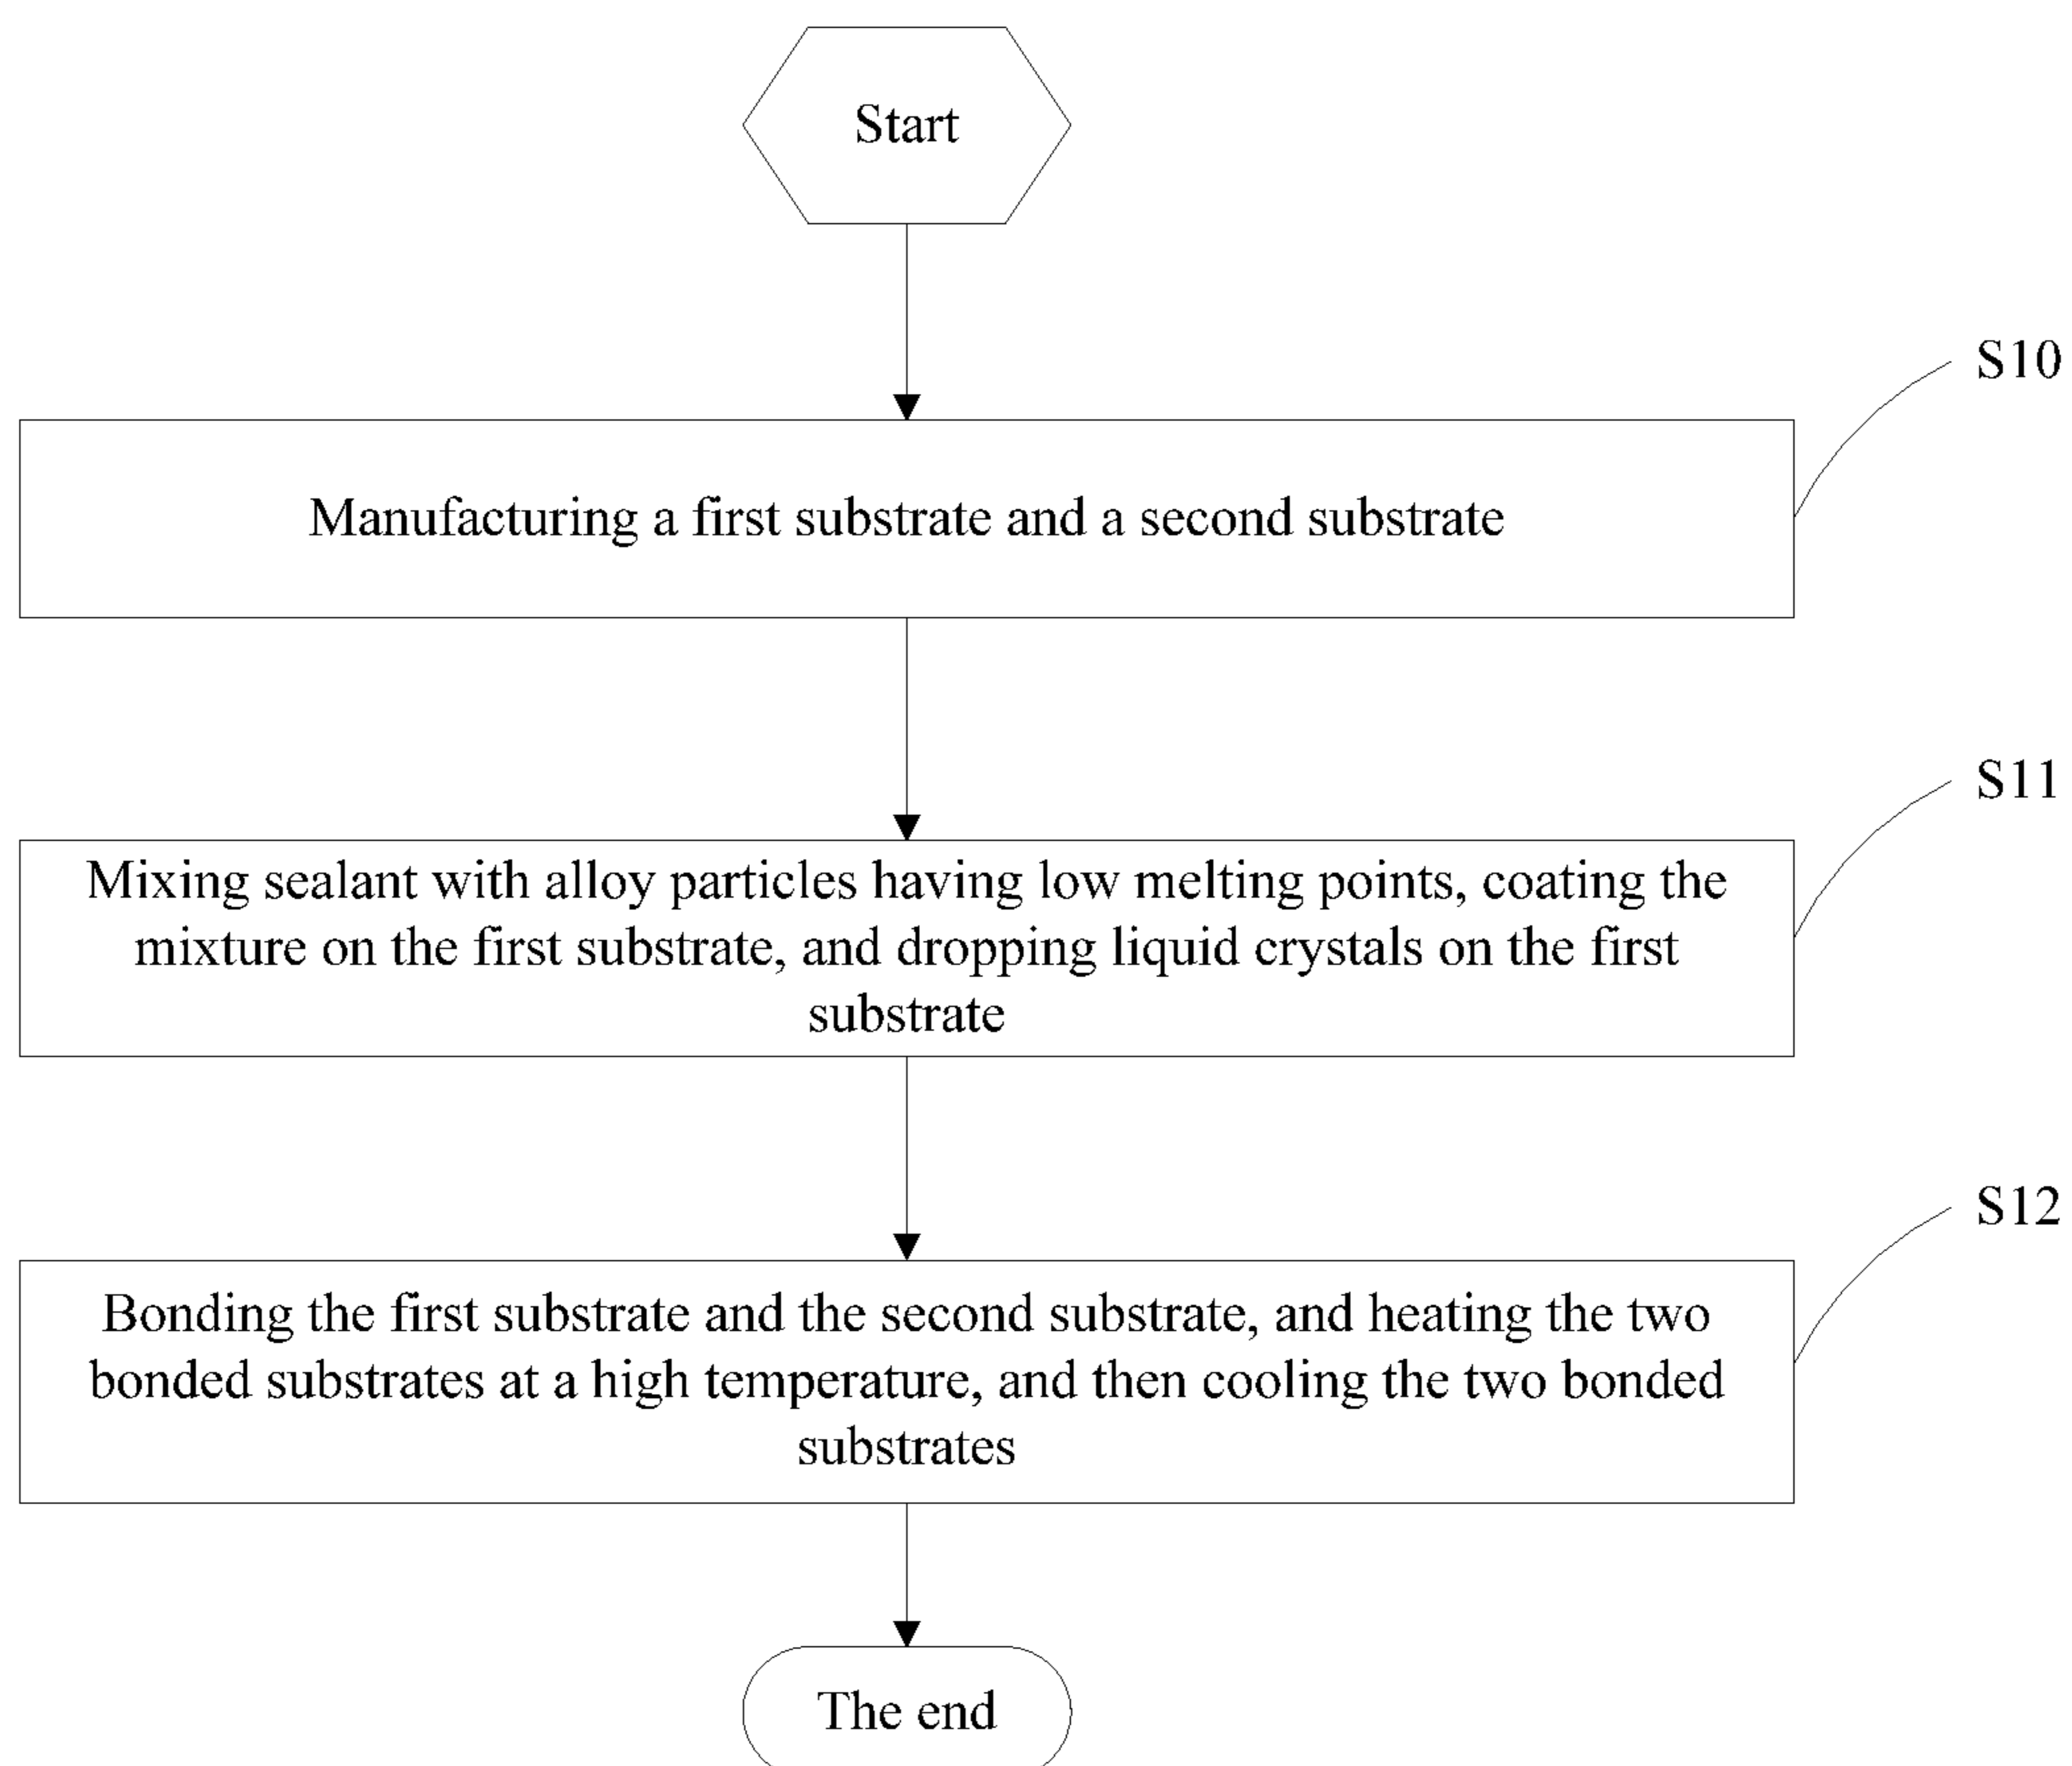 Start
S10
Manufacturing a first substrate and a second substrate
S11
Mixing sealant with alloy particles having low melting points, coating the
mixture on the first substrate, and dropping liquid crystals on the first
substrate
S12
Bonding the first substrate and the second substrate, and heating the two
bonded substrates at a high temperature, and then cooling the two bonded
substrates
The end